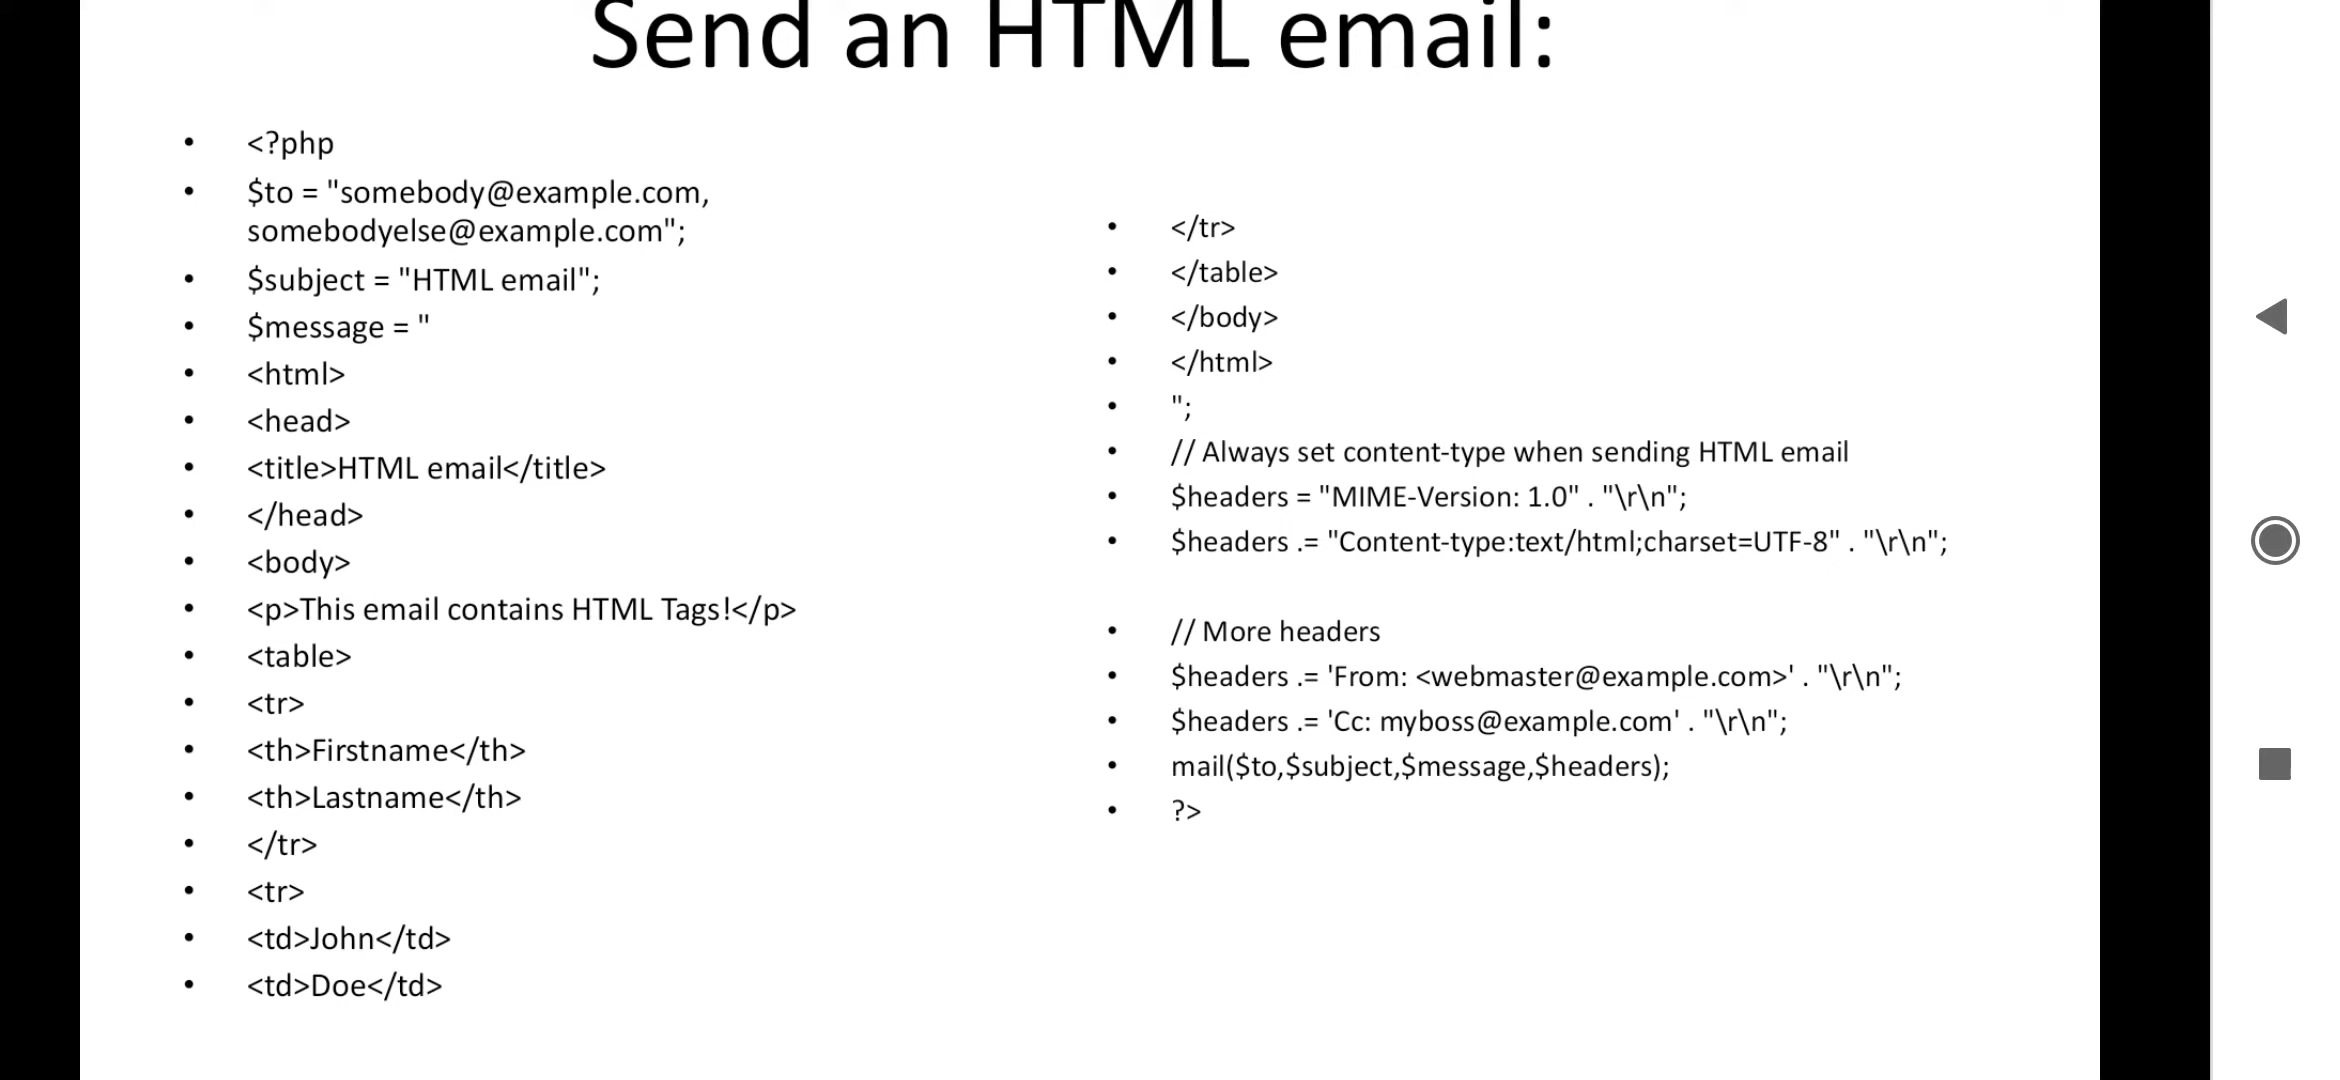 Send an HTML email:
• <?php
• $to = "somebody@example.com,
somebodyelse@example.com";
• $subject = "HTML email";
• $message = "
• <html>
• <head>
• <title>HTML email</title>
• </head>
• <body>
• <p>This email contains HTML Tags!</p>
• <table>
• <tr>
• <th>Firstname</th>
• <th>Lastname</th>
• </tr>
• <tr>
• <td>John</td>
• <td>Doe</td>
• </tr>
• </table>
• </body>
• </html>
• ";
• // Always set content-type when sending HTML email
• $headers = "MIME-Version: 1.0" . "\r\n";
• $headers .= "Content-type:text/html;charset=UTF-8" . "\r\n";
• // More headers
• $headers .= 'From: <webmaster@example.com>' . "\r\n";
• $headers .= 'Cc: myboss@example.com' . "\r\n";
• mail($to,$subject,$message,$headers);
• ?>